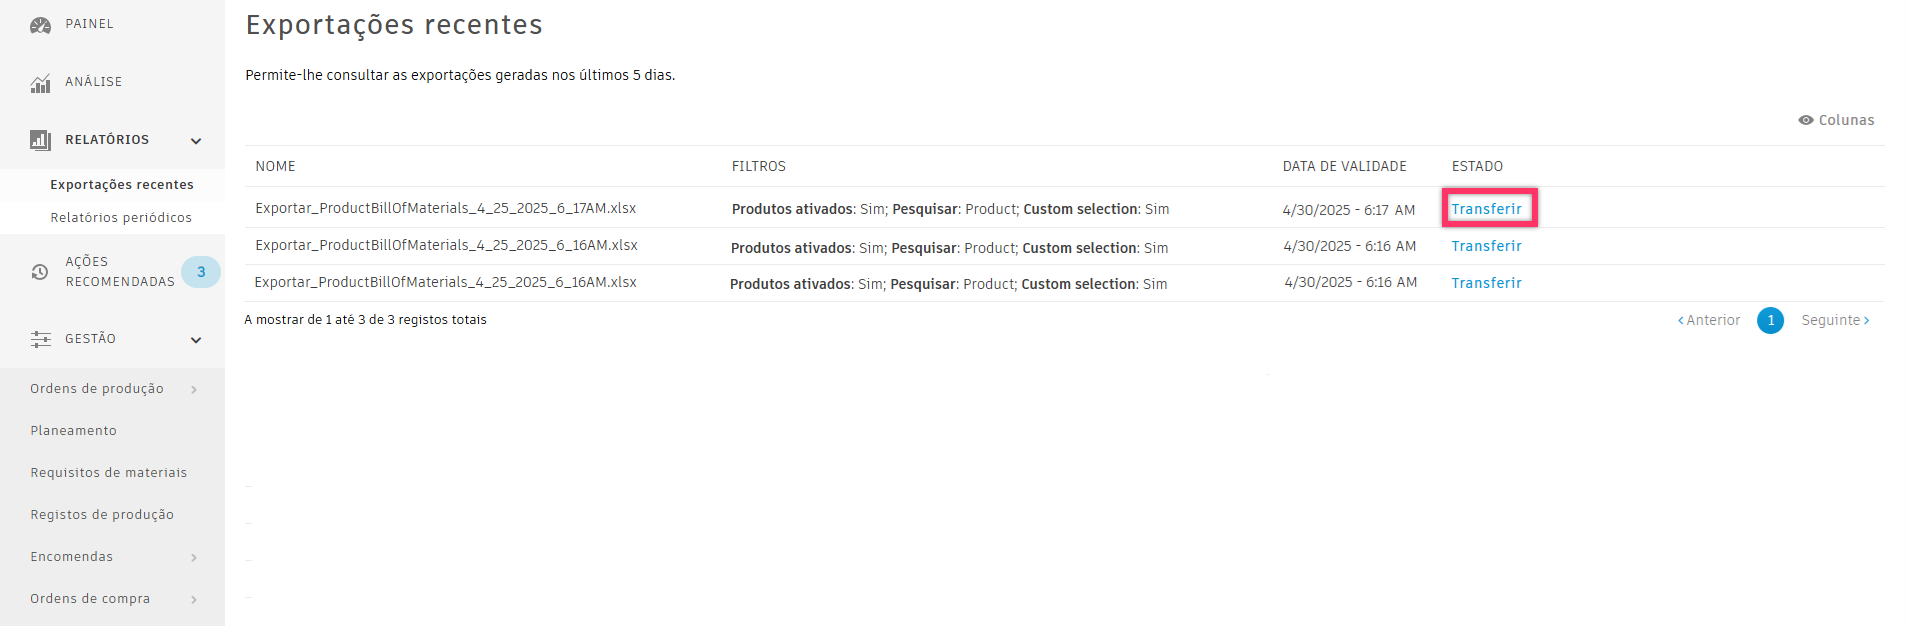 PAINEL
ANÁLISE
RELATÓRIOS
Exportações recentes
Relatórios periódicos
AÇÕES
RECOMENDADAS 3
GESTÃO
Ordens de produção
Planeamento
Requisitos de materiais
Registos de produção
Encomendas
Ordens de compra
Exportações recentes
Permite-lhe consultar as exportações geradas nos últimos 5 dias.
Colunas
NOME FILTROS DATA DE VALIDADE ESTADO
Exportar_ProductBillOfMaterials_4_25_2025_6_17AM.xlsx Produtos ativados: Sim; Pesquisar: Product; Custom selection: Sim 4/30/2025 - 6:17 AM Transferir
Exportar_ProductBillOfMaterials_4_25_2025_6_16AM.xlsx Produtos ativados: Sim; Pesquisar: Product; Custom selection: Sim 4/30/2025 - 6:16 AM Transferir
Exportar_ProductBillOfMaterials_4_25_2025_6_16AM.xlsx Produtos ativados: Sim; Pesquisar: Product; Custom selection: Sim 4/30/2025 - 6:16 AM Transferir
A mostrar de 1 até 3 de 3 registos totais
Anterior 1 Seguinte